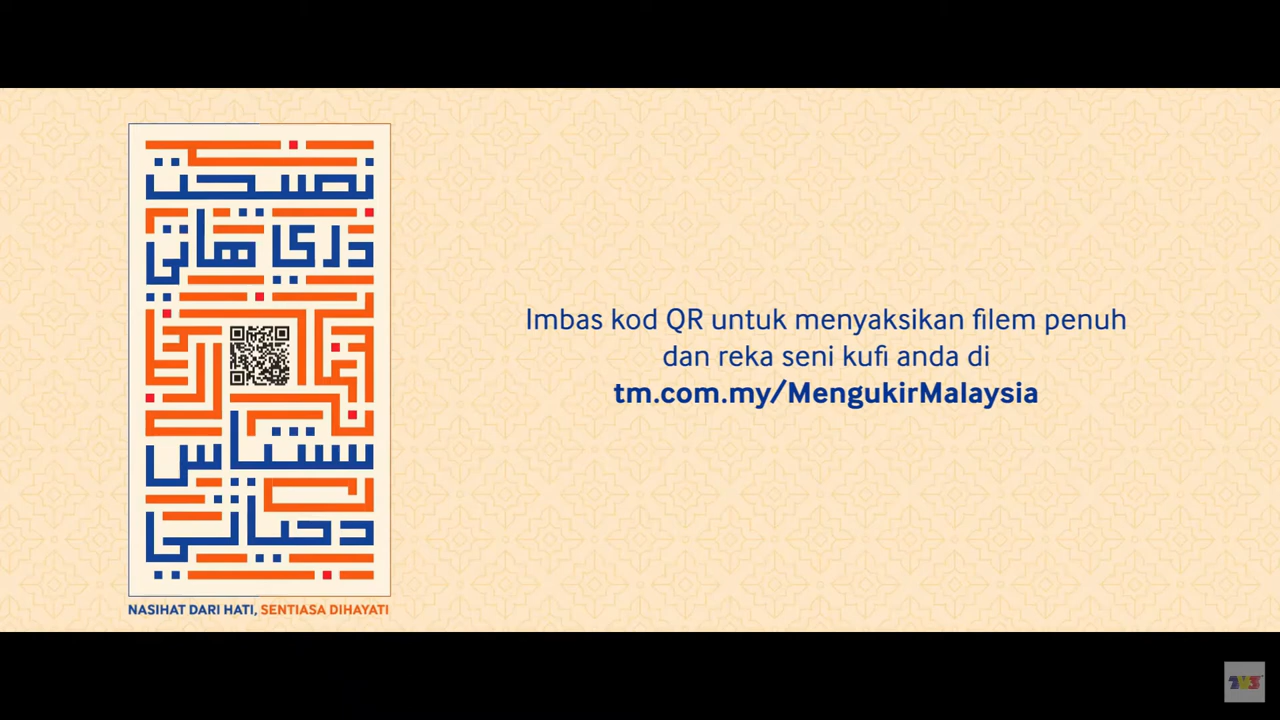 نصيحت
دري هاتي
سنتياس
دحياتي
NASIHAT DARI HATI, SENTIASA DIHAYATI
Imbas kod QR untuk menyaksikan filem penuh
dan reka seni kufi anda di
tm.com.my/MengukirMalaysia